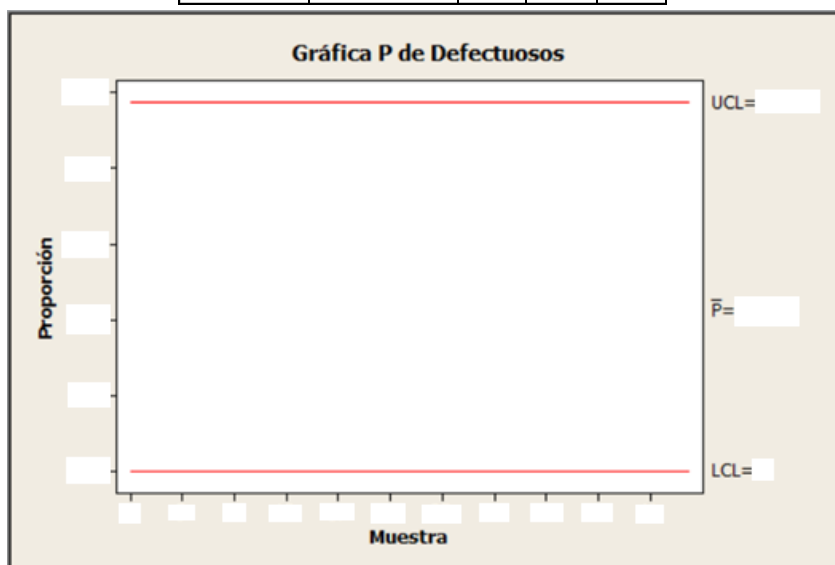 Gráfica P de Defectuosos
UCL=
Proporción
P̅=
LCL=
Muestra